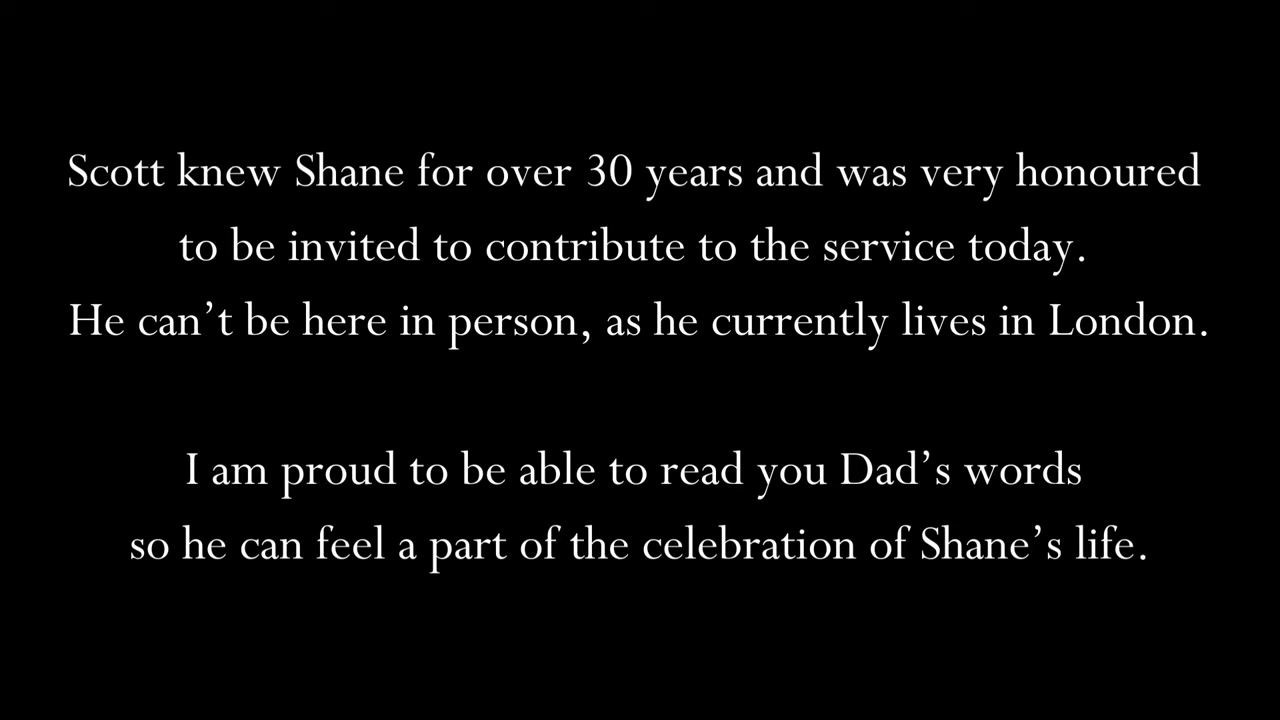 Scott knew Shane for over 30 years and was very honoured
to be invited to contribute to the service today.
He can’t be here in person, as he currently lives in London.
I am proud to be able to read you Dad’s words
so he can feel a part of the celebration of Shane’s life.